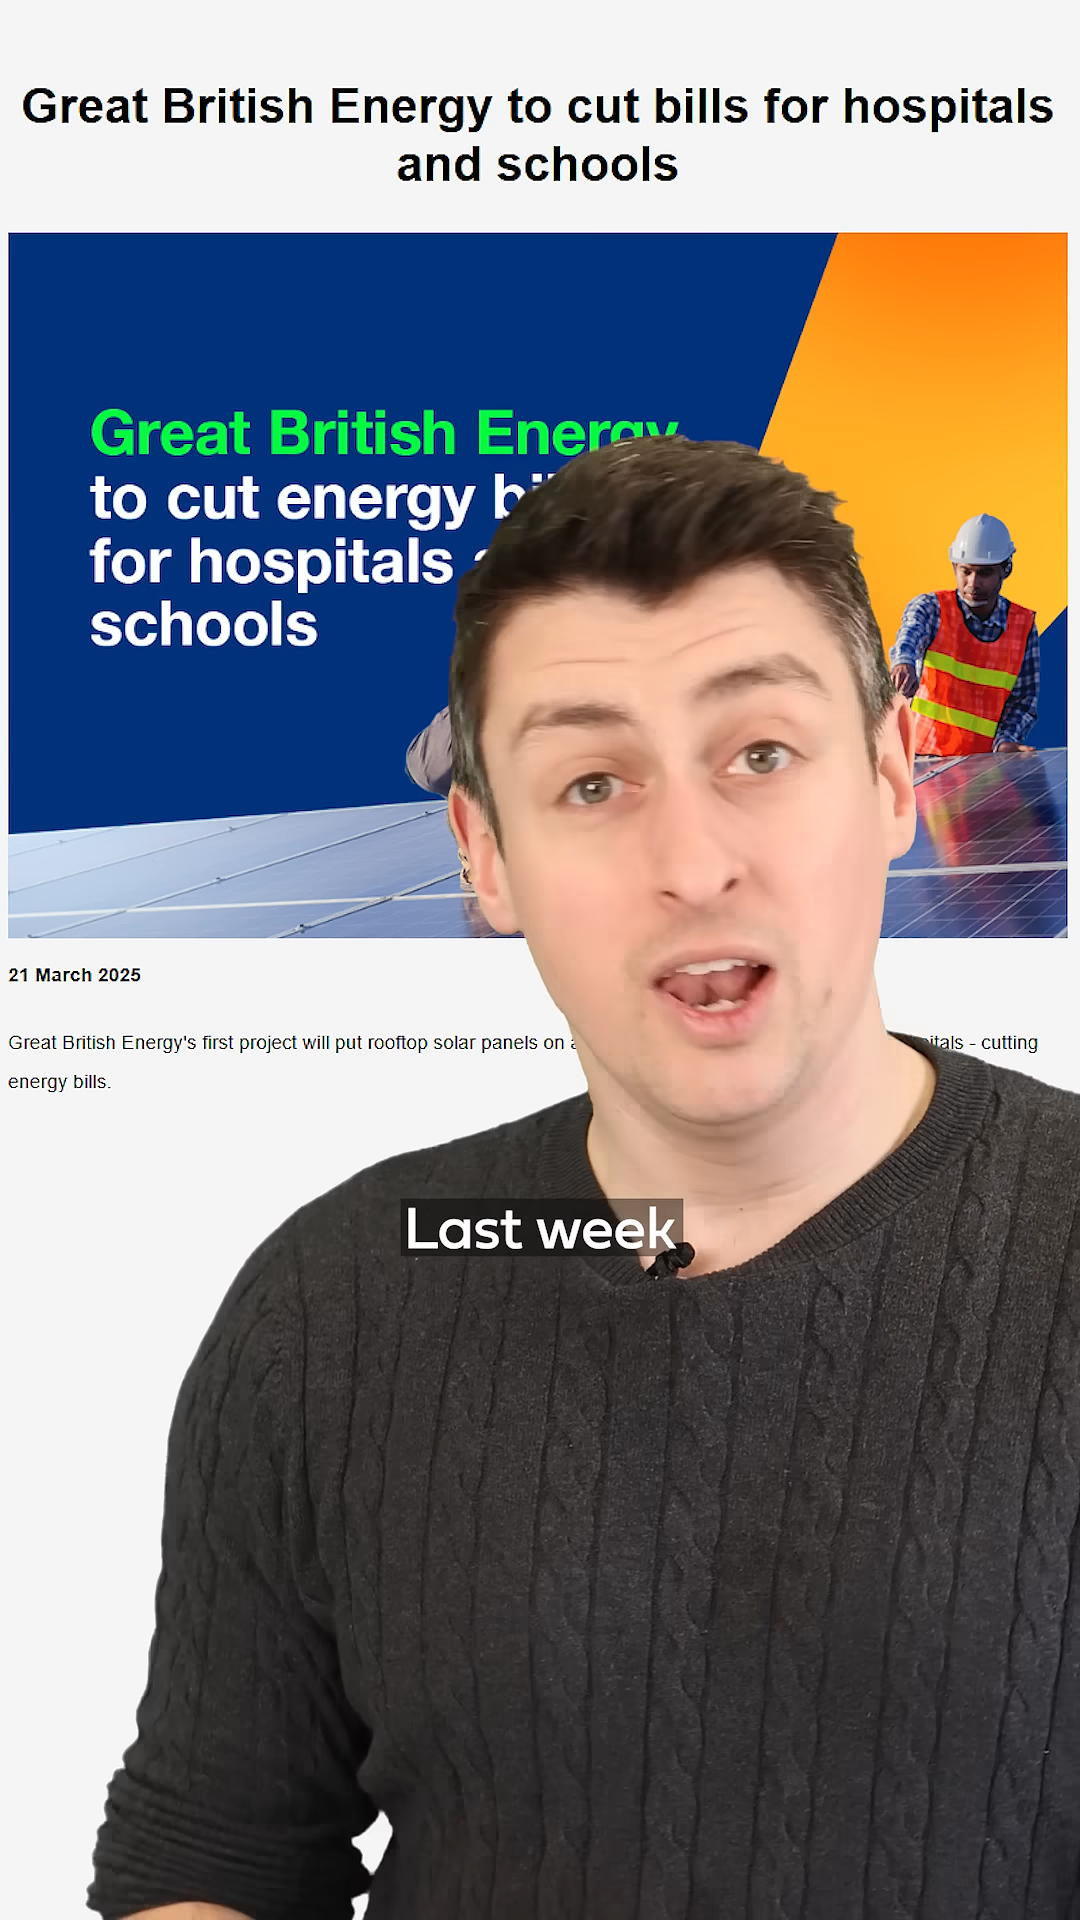 Great British Energy to cut bills for hospitals
and schools
Great British Energy
to cut energy
for hospitals
schools
21 March 2025
Great British Energy's first project will put rooftop solar panels on - cutting
energy bills.
Last week